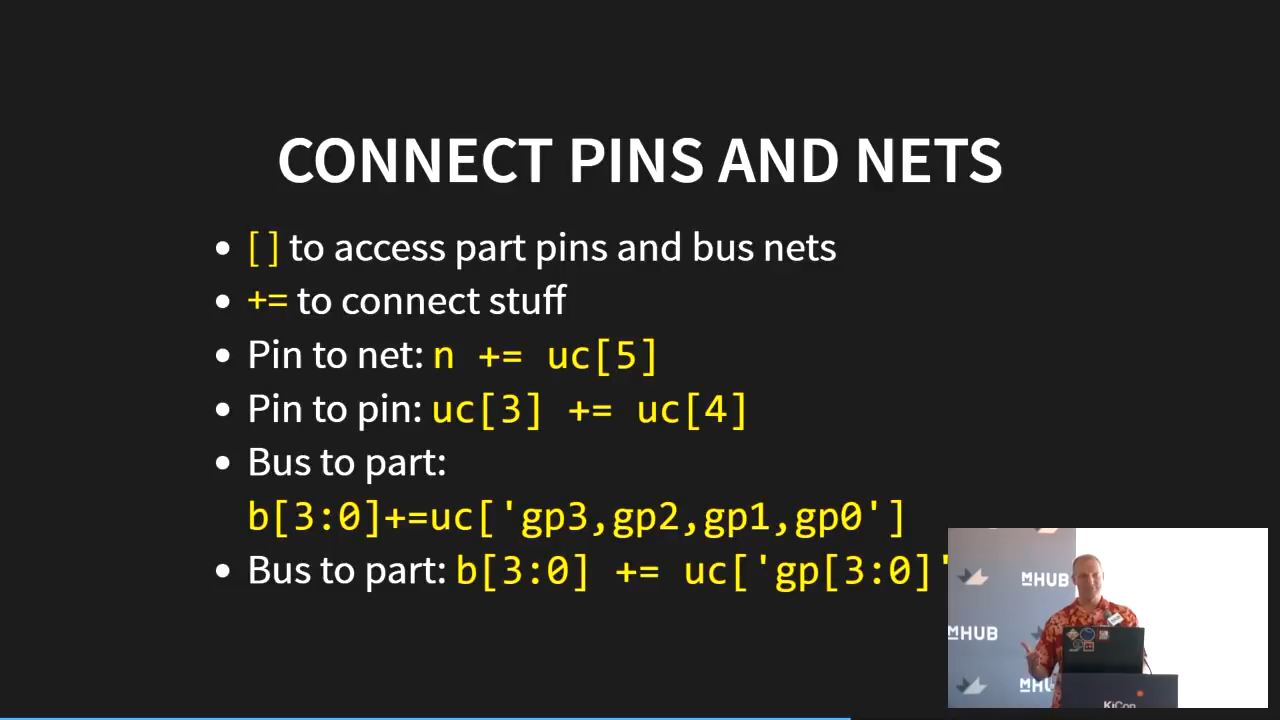 CONNECT PINS AND NETS
• [] to access part pins and bus nets
• += to connect stuff
• Pin to net: n += uc[5]
• Pin to pin: uc[3] += uc[4]
• Bus to part:
b[3:0]+=uc['gp3,gp2,gp1,gp0']
• Bus to part: b[3:0] += uc['gp[3:0]'
MHUB
MHUB
KiCon